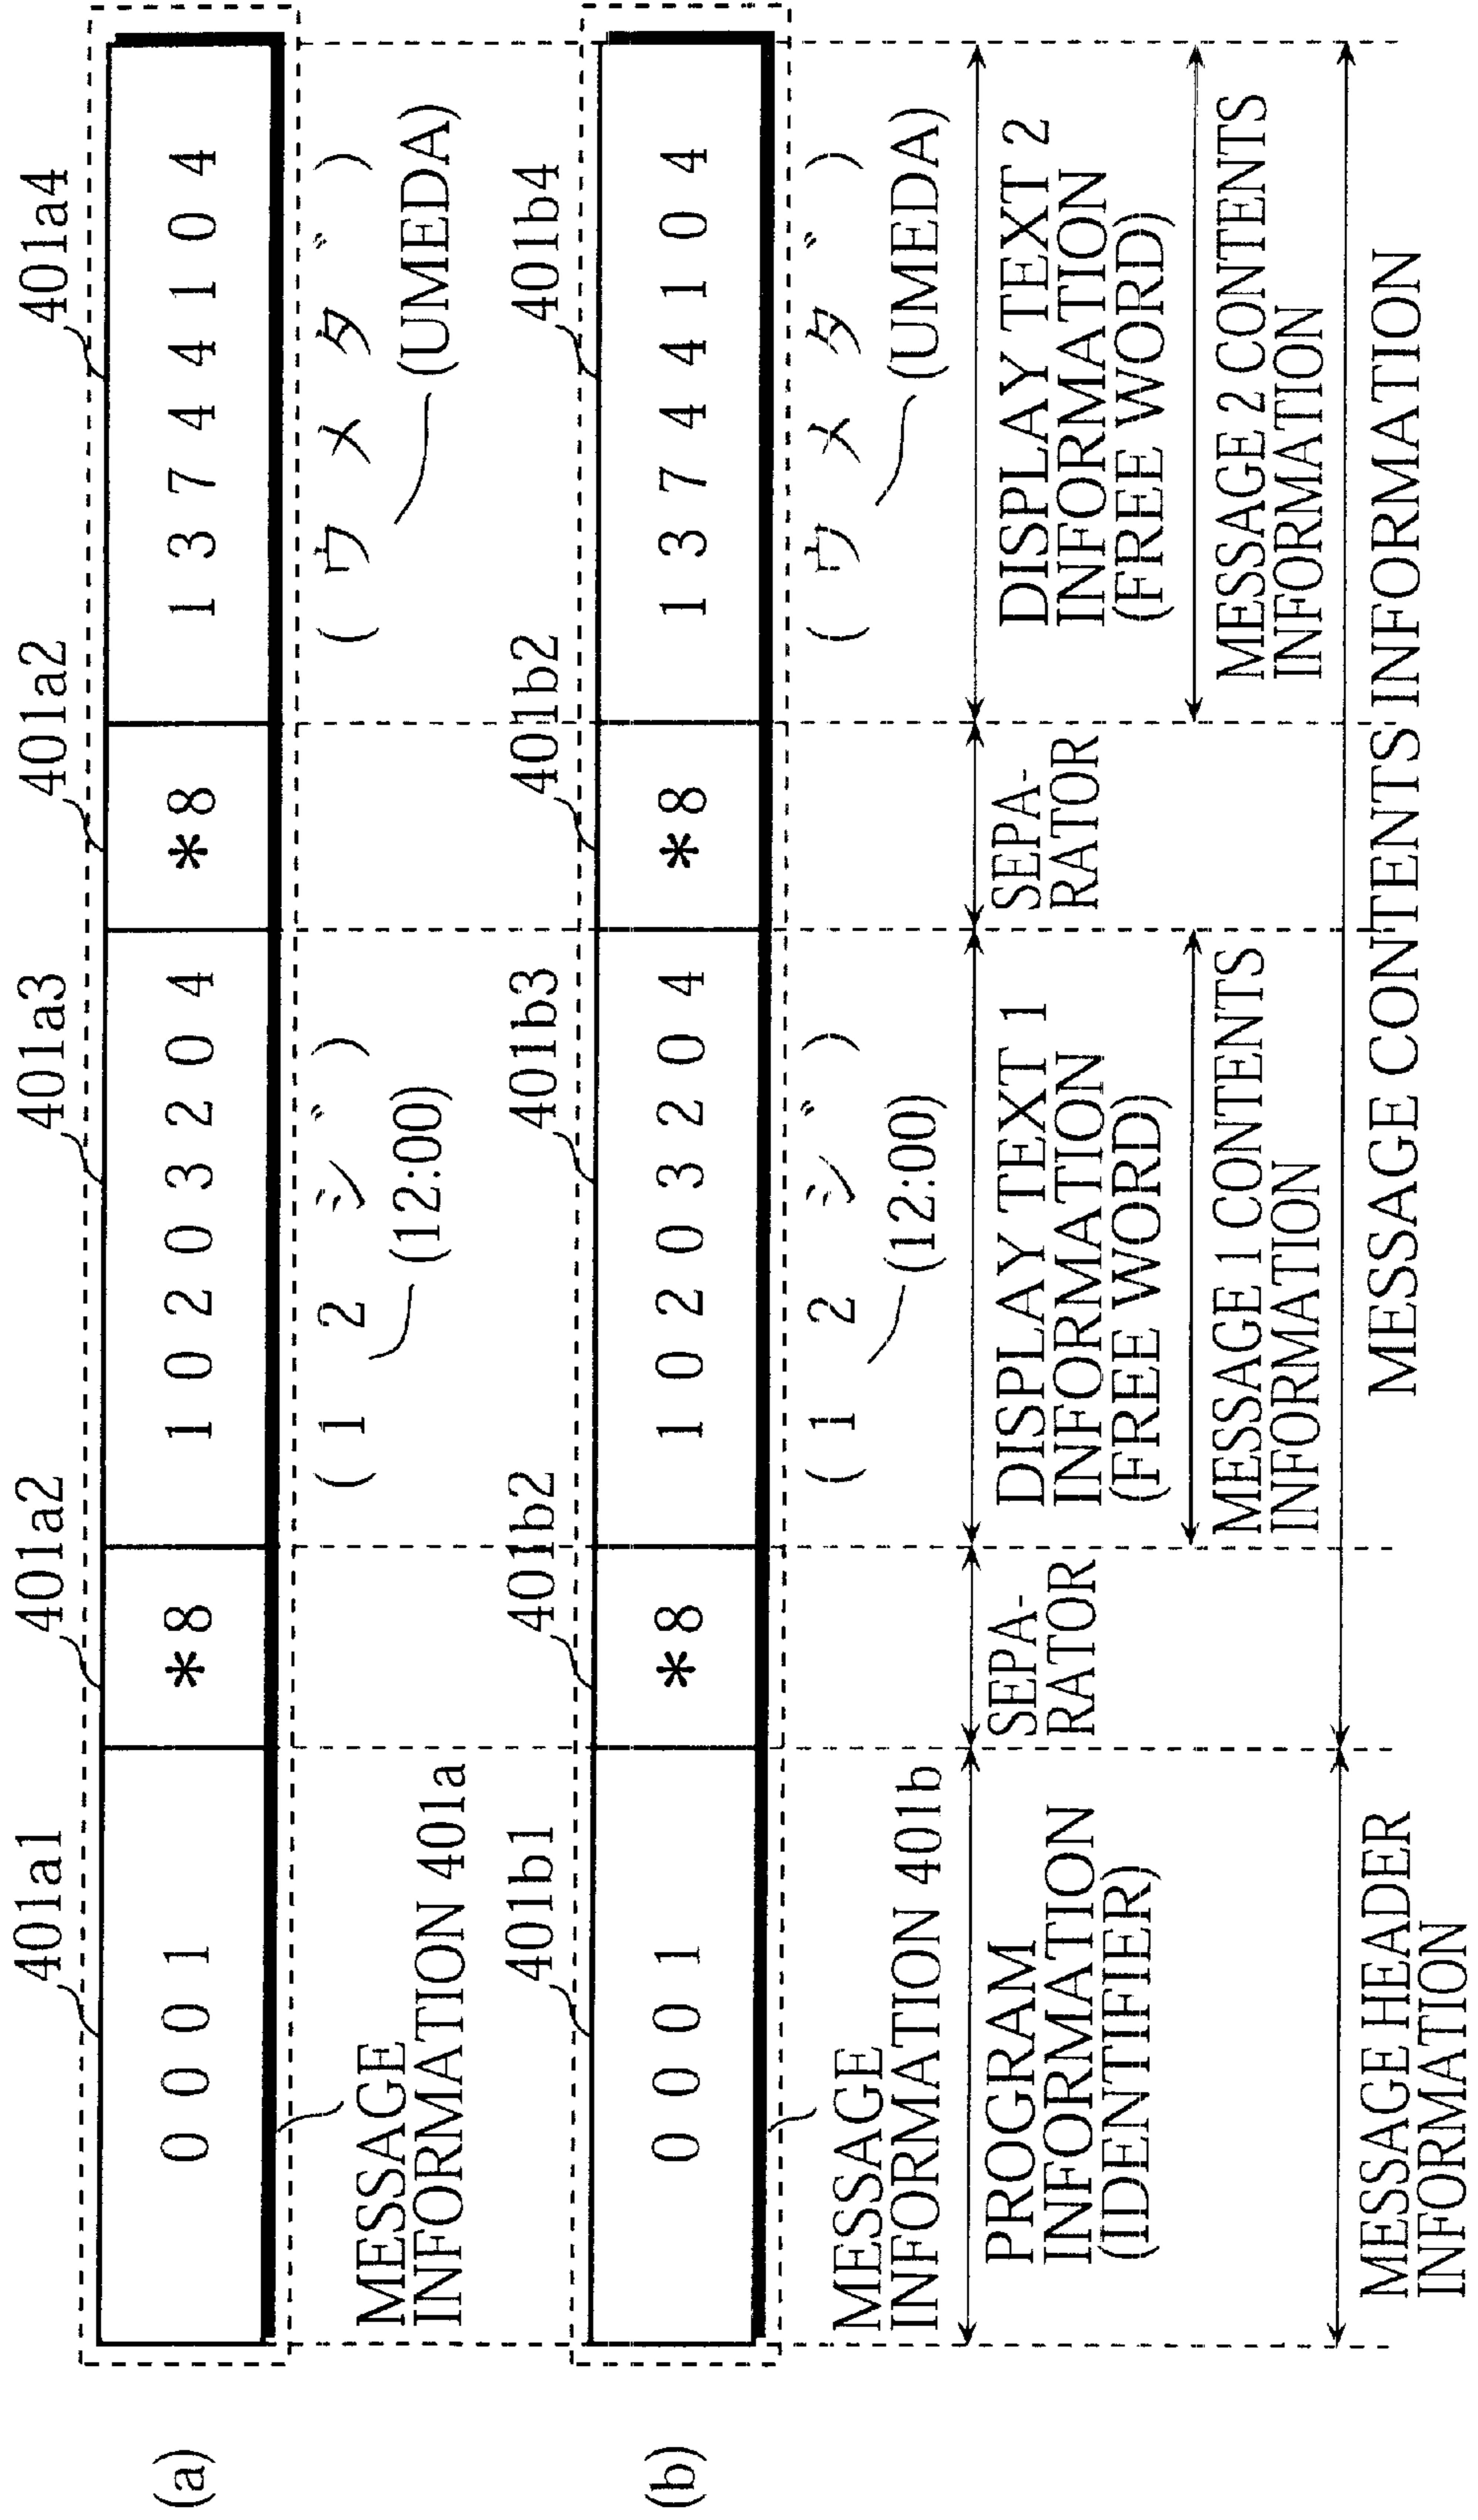 (a)
401a1 401a2 401a3 401a2 401a4
0 0 0 1 *8 1 0 2 0 3 2 0 4 *8 1 3 7 4 4 1 0 4
( 1 2 ジ ゛ ) ( ウ メ タ ゛ )
(12:00) (UMEDA)
MESSAGE
INFORMATION 401a
(b)
401b1 401b2 401b3 401b2 401b4
0 0 0 1 *8 1 0 2 0 3 2 0 4 *8 1 3 7 4 4 1 0 4
( 1 2 ジ ゛ ) ( ウ メ タ ゛ )
(12:00) (UMEDA)
MESSAGE
INFORMATION 401b
PROGRAM
INFORMATION
(IDENTIFIER)
SEPA-
RATOR
DISPLAY TEXT 1
INFORMATION
(FREE WORD)
SEPA-
RATOR
DISPLAY TEXT 2
INFORMATION
(FREE WORD)
MESSAGE 1 CONTENTS
INFORMATION
MESSAGE 2 CONTENTS
INFORMATION
MESSAGE HEADER
INFORMATION
MESSAGE CONTENTS INFORMATION